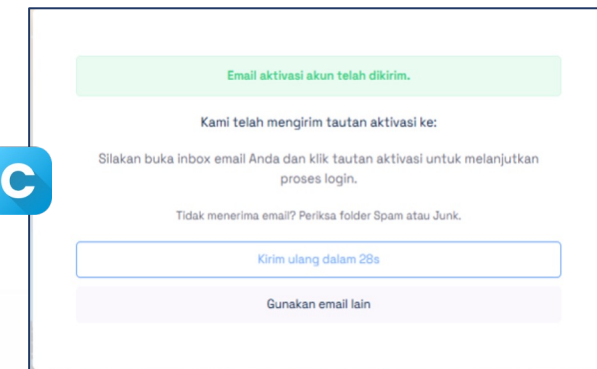 Email aktivasi akun telah dikirim.
Kami telah mengirim tautan aktivasi ke:
Silakan buka inbox email Anda dan klik tautan aktivasi untuk melanjutkan
proses login.
Tidak menerima email? Periksa folder Spam atau Junk.
C
Kirim ulang dalam 28s
Gunakan email lain